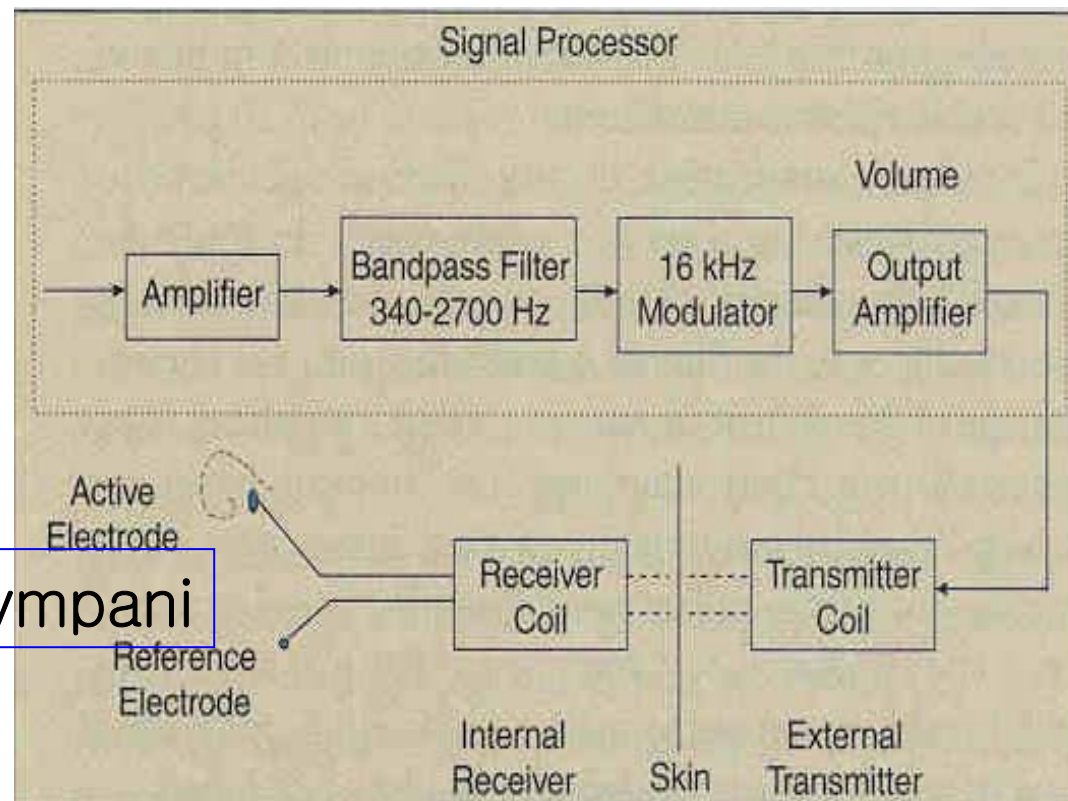 Signal Processor
Volume
Amplifier
Bandpass Filter
340-2700 Hz
16 kHz
Modulator
Output
Amplifier
Active
Electrode
ympani
Reference
Electrode
Receiver
Coil
Transmitter
Coil
Internal
Receiver
Skin
External
Transmitter